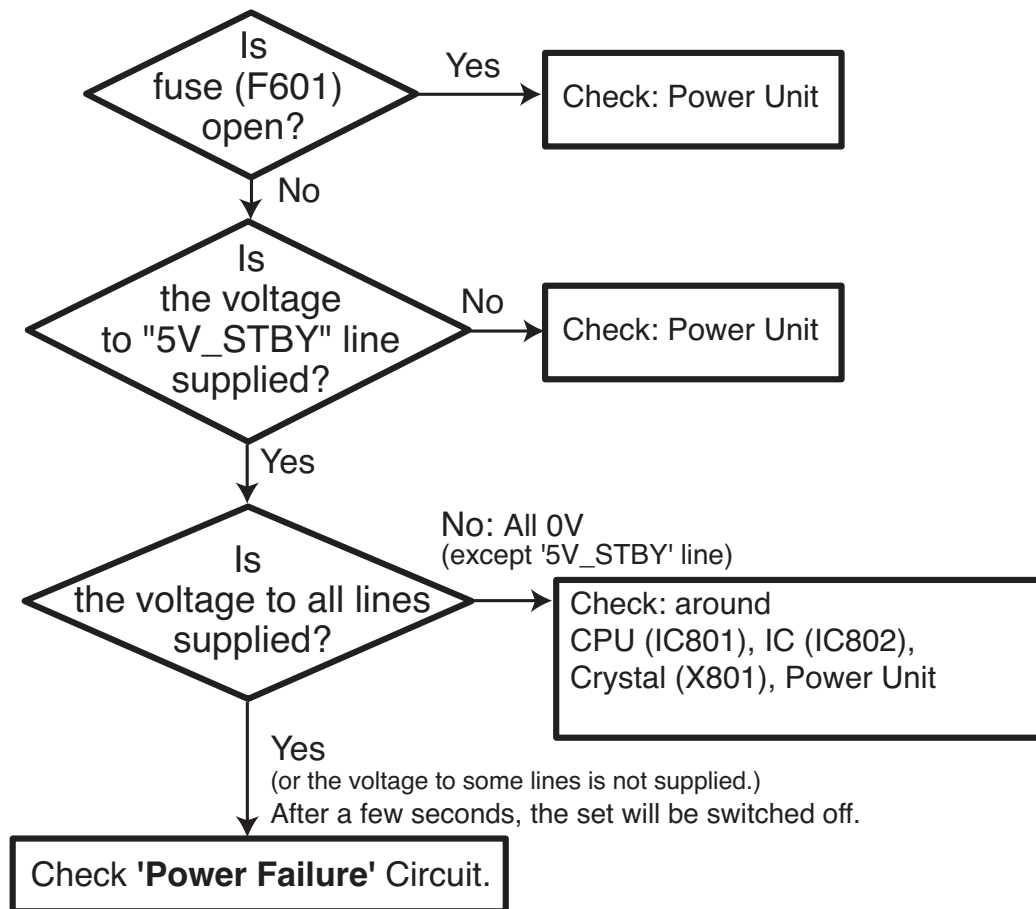 Is
fuse (F601)
open?
Yes
Check: Power Unit
No
Is
the voltage
to "5V_STBY" line
supplied?
No
Check: Power Unit
Yes
Is
the voltage to all lines
supplied?
No: All 0V
(except '5V_STBY' line)
Check: around
CPU (IC801), IC (IC802),
Crystal (X801), Power Unit
Yes
(or the voltage to some lines is not supplied.)
After a few seconds, the set will be switched off.
Check 'Power Failure' Circuit.